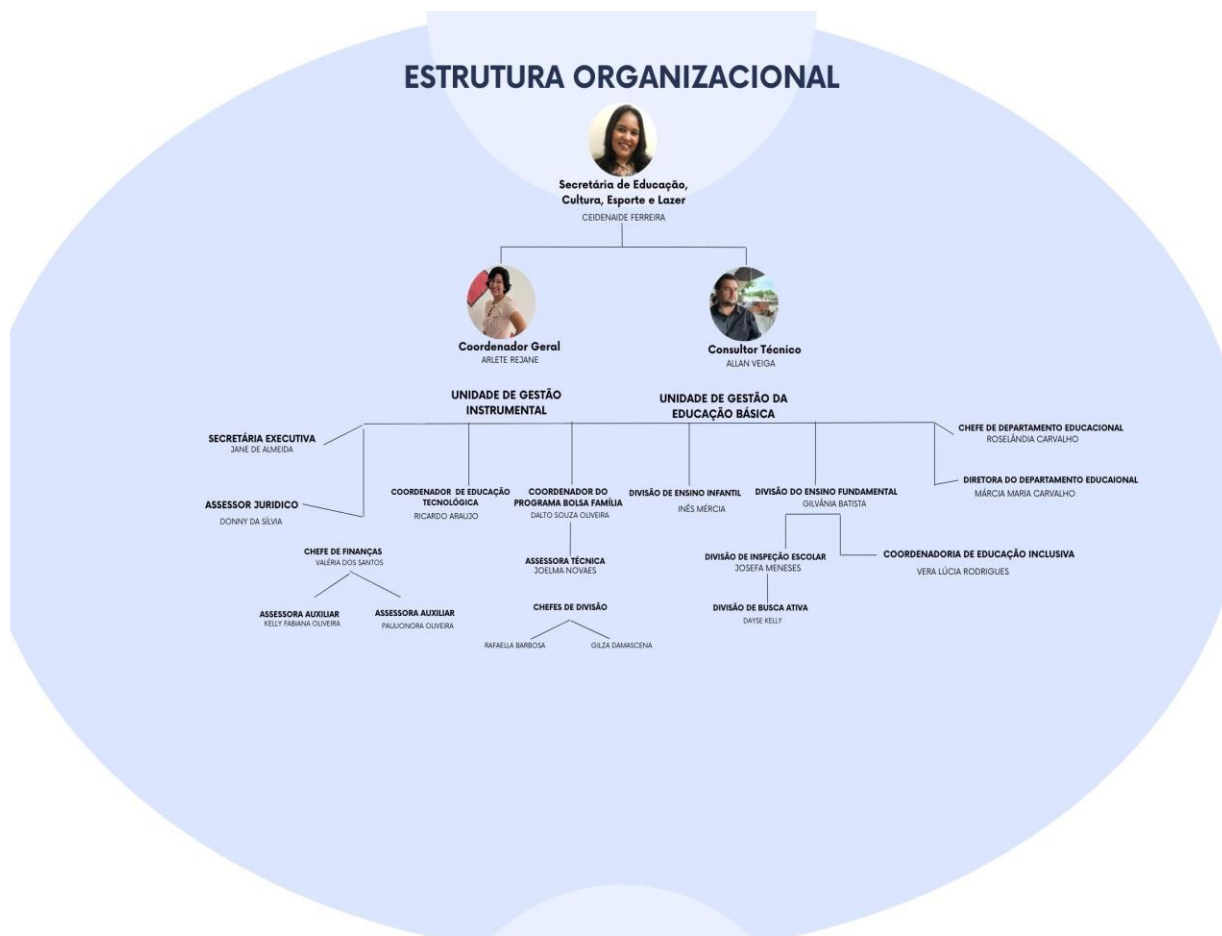 ESTRUTURA ORGANIZACIONAL
Secretária de Educação,
Cultura, Esporte e Lazer
CEIDENAIDE FERREIRA
Coordenador Geral
ARLETE REJANE
Consultor Técnico
ALLAN VEIGA
UNIDADE DE GESTÃO
INSTRUMENTAL
UNIDADE DE GESTÃO DA
EDUCAÇÃO BÁSICA
SECRETÁRIA EXECUTIVA
JANE DE ALMEIDA
CHEFE DE DEPARTAMENTO EDUCACIONAL
ROSELÂNDIA CARVALHO
ASSESSOR JURIDICO
DONNY DA SÍLVIA
COORDENADOR DE EDUCAÇÃO
TECNOLÓGICA
RICARDO ARAUJO
COORDENADOR DO
PROGRAMA BOLSA FAMÍLIA
DALTO SOUZA OLIVEIRA
DIVISÃO DE ENSINO INFANTIL
INÊS MÉRCIA
DIVISÃO DO ENSINO FUNDAMENTAL
GILVÂNIA BATISTA
DIRETORA DO DEPARTAMENTO EDUCAIONAL
MÁRCIA MARIA CARVALHO
CHEFE DE FINANÇAS
VALÉRIA DOS SANTOS
ASSESSORA TÉCNICA
JOELMA NOVAES
DIVISÃO DE INSPEÇÃO ESCOLAR
JOSEFA MENESES
COORDENADORIA DE EDUCAÇÃO INCLUSIVA
VERA LÚCIA RODRIGUES
ASSESSORA AUXILIAR
KELLY FABIANA OLIVEIRA
ASSESSORA AUXILIAR
PAULIONORA OLIVEIRA
CHEFES DE DIVISÃO
RAFAELLA BARBOSA
GILZA DAMASCENA
DIVISÃO DE BUSCA ATIVA
DAYSE KELLY